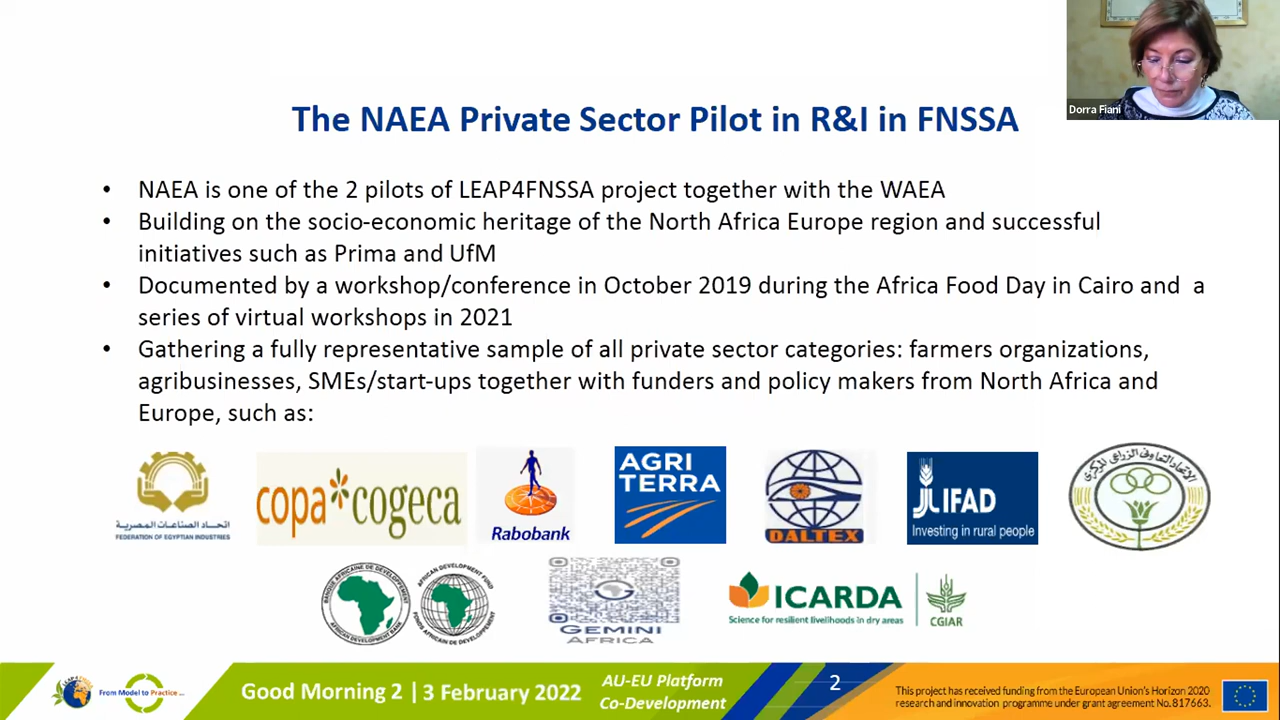 Dorra Fiani
The NAEA Private Sector Pilot in R&I in FNSSA
• NAEA is one of the 2 pilots of LEAP4FNSSA project together with the WAEA
• Building on the socio-economic heritage of the North Africa Europe region and successful
initiatives such as Prima and UfM
• Documented by a workshop/conference in October 2019 during the Africa Food Day in Cairo and a
series of virtual workshops in 2021
• Gathering a fully representative sample of all private sector categories: farmers organizations,
agribusinesses, SMEs/start-ups together with funders and policy makers from North Africa and
Europe, such as:
اتحاد الصناعات المصرية
FEDERATION OF EGYPTIAN INDUSTRIES
copa*cogeca
Rabobank
AGRI
TERRA
DALTEX
JLIFAD
Investing in rural people
الاتحاد التعاونى الزراعى المركزى
BANQUE AFRICAINE DE DEVELOPPEMENT
AFRICAN DEVELOPMENT BANK
AFRICAN DEVELOPMENT FUND
FONDS AFRICAIN DE DEVELOPPEMENT
GEMINI
AFRICA
ICARDA
Science for resilient livelihoods in dry areas
CGIAR
From Model to Practice ...
Good Morning 2 | 3 February 2022
AU-EU Platform
Co-Development
2
This project has received funding from the European Union's Horizon 2020
research and innovation programme under grant agreement No. 817663.